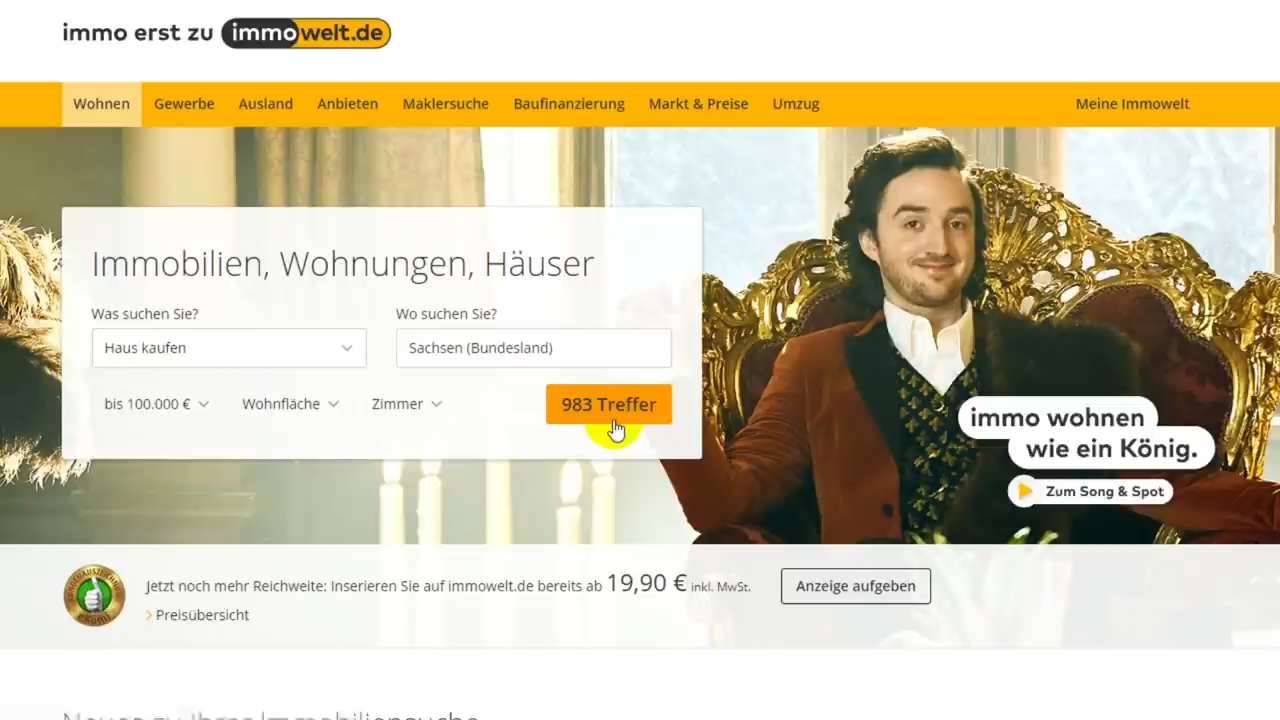 immo erst zu immowelt.de
Wohnen Gewerbe Ausland Anbieten Maklersuche Baufinanzierung Markt & Preise Umzug Meine Immowelt
Immobilien, Wohnungen, Häuser
Was suchen Sie? Wo suchen Sie?
Haus kaufen Sachsen (Bundesland)
bis 100.000 € Wohnfläche Zimmer 983 Treffer
immo wohnen
wie ein König.
Zum Song & Spot
Jetzt noch mehr Reichweite: Inserieren Sie auf immowelt.de bereits ab 19,90 € inkl. MwSt. Anzeige aufgeben
Preisübersicht
eKomi